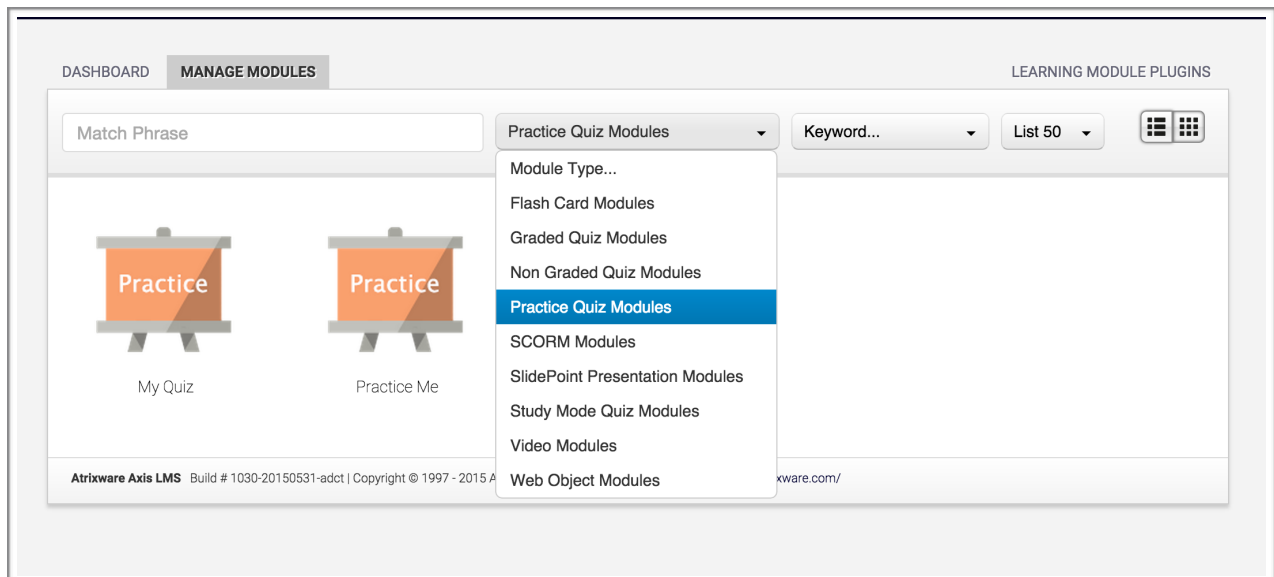 DASHBOARD MANAGE MODULES LEARNING MODULE PLUGINS
Match Phrase Practice Quiz Modules Keyword... List 50
Module Type...
Flash Card Modules
Graded Quiz Modules
Non Graded Quiz Modules
Practice Quiz Modules
SCORM Modules
SlidePoint Presentation Modules
Study Mode Quiz Modules
Video Modules
Web Object Modules
Practice Practice
My Quiz Practice Me
Atrixware Axis LMS Build # 1030-20150531-adct | Copyright © 1997 - 2015 A xware.com/